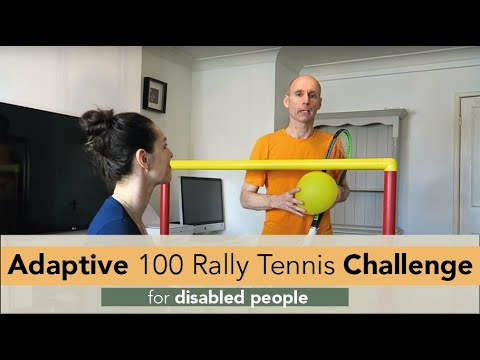 Adaptive 100 Rally Tennis Challenge
for disabled people